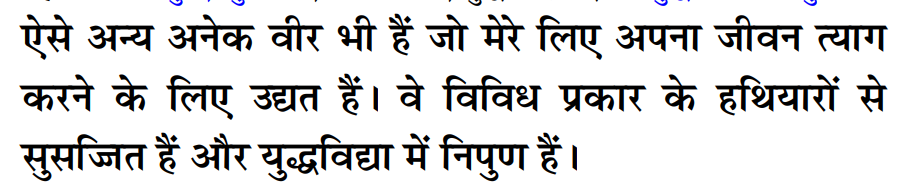 ऐसे अन्य अनेक वीर भी हैं जो मेरे लिए अपना जीवन त्याग
करने के लिए उद्यत हैं। वे विविध प्रकार के हथियारों से
सुसज्जित हैं और युद्धविद्या में निपुण हैं।